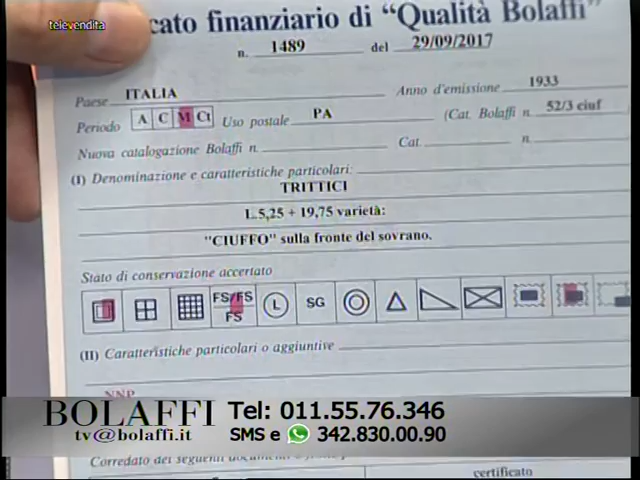 televendita
cato finanziario di “Qualità Bolaffi”
n. 1489 del 29/09/2017
Paese ITALIA Anno d'emissione 1933
Periodo A C M Ct Uso postale PA (Cat. Bolaffi n. 52/3 ciuf
Nuova catalogazione Bolaffi n. Cat. n.
(I) Denominazione e caratteristiche particolari:
TRITTICI
L.5,25 + 19,75 varietà:
"CIUFFO" sulla fronte del sovrano.
Stato di conservazione accertato
FS/FS
FS
L
SG
(II) Caratteristiche particolari o aggiuntive
NNP
BOLAFFI Tel: 011.55.76.346
tv@bolaffi.it SMS e 342.830.00.90
Corredato dei seguenti
certificato